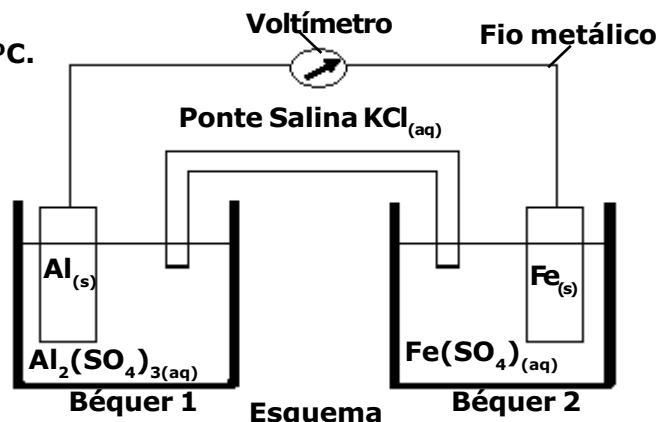 Voltímetro
Fio metálico
ºC.
Ponte Salina KCl(aq)
Al(s)
Fe(s)
Al₂(SO₄)₃(aq)
Fe(SO₄)(aq)
Béquer 1
Béquer 2
Esquema